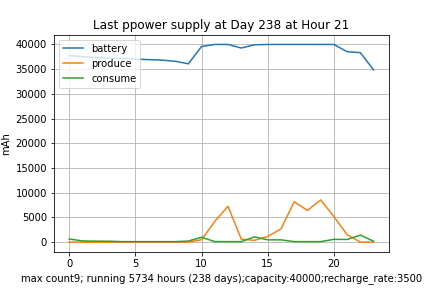 Last ppower supply at Day 238 at Hour 21
40000
35000
30000
25000
20000
15000
10000
5000
0
mAh
battery
produce
consume
0 5 10 15 20
max count9; running 5734 hours (238 days);capacity:40000;recharge_rate:3500